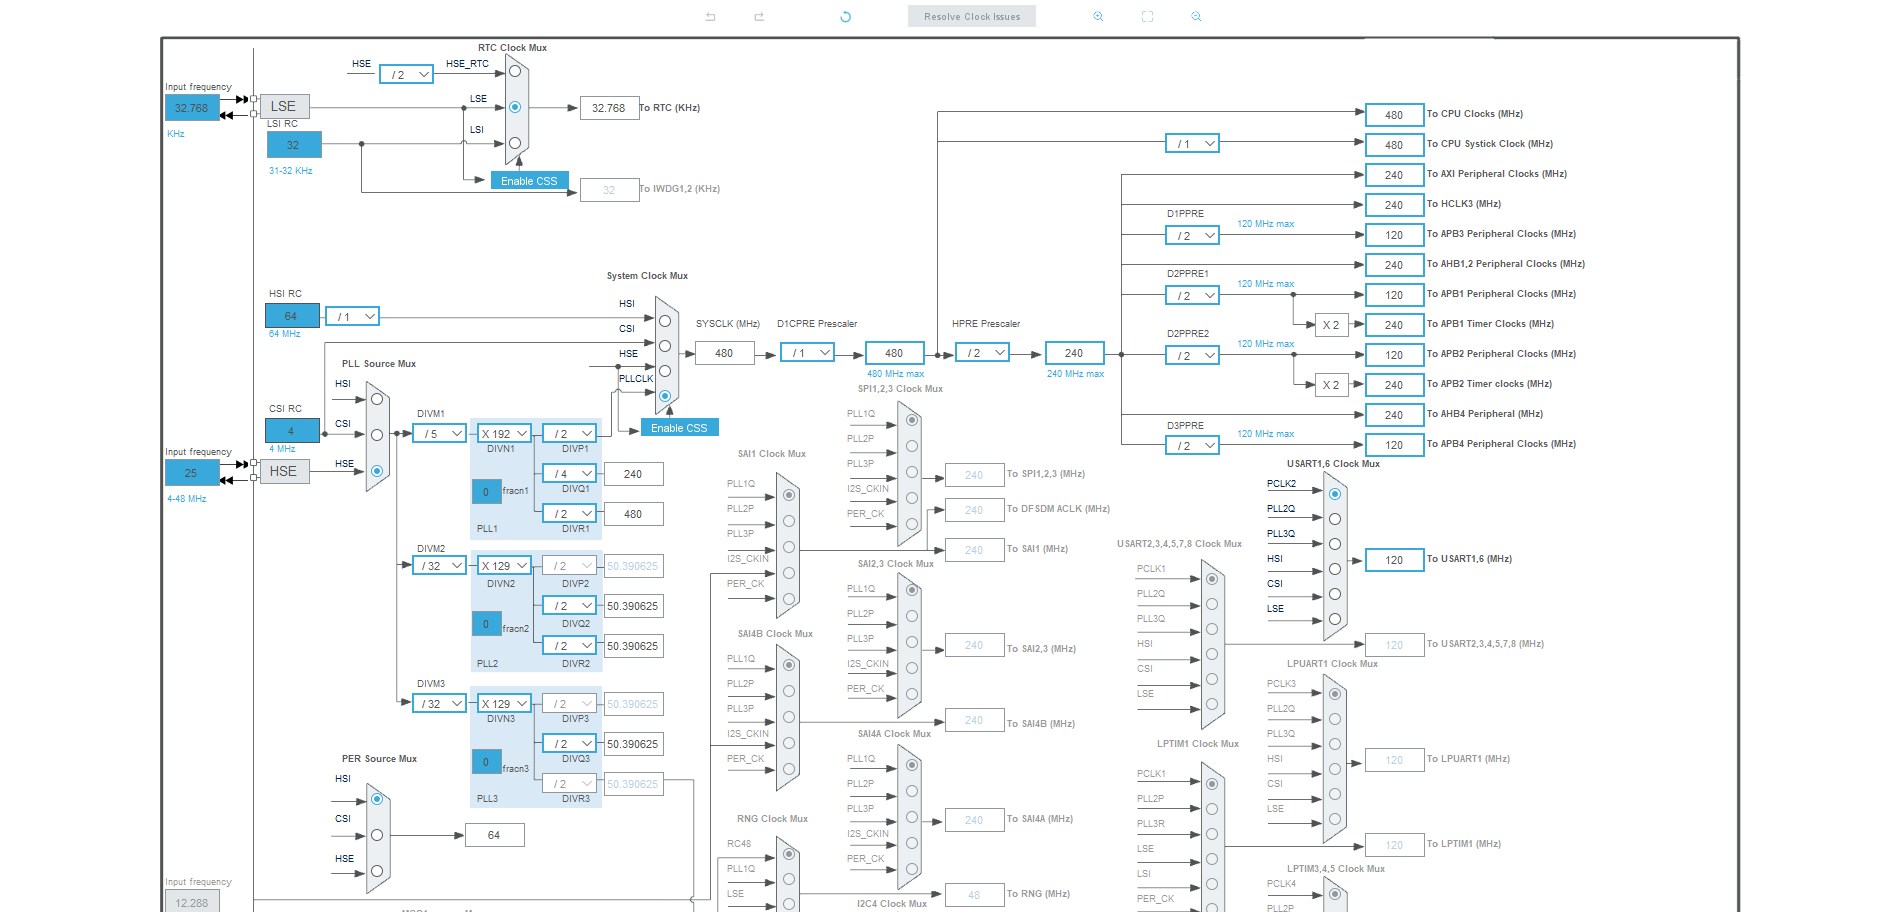 Resolve Clock Issues
RTC Clock Mux
HSE
/ 2
HSE_RTC
Input frequency
32.768
KHz
LSE
LSE
32.768
To RTC (KHz)
LSI RC
32
31-32 KHz
LSI
Enable CSS
32
To IWDG1,2 (KHz)
480
To CPU Clocks (MHz)
/ 1
480
To CPU Systick Clock (MHz)
240
To AXI Peripheral Clocks (MHz)
240
To HCLK3 (MHz)
D1PPRE
/ 2
120 MHz max
120
To APB3 Peripheral Clocks (MHz)
240
To AHB1,2 Peripheral Clocks (MHz)
D2PPRE1
/ 2
120 MHz max
120
To APB1 Peripheral Clocks (MHz)
X 2
240
To APB1 Timer Clocks (MHz)
D2PPRE2
/ 2
120 MHz max
120
To APB2 Peripheral Clocks (MHz)
X 2
240
To APB2 Timer clocks (MHz)
240
To AHB4 Peripheral (MHz)
D3PPRE
/ 2
120 MHz max
120
To APB4 Peripheral Clocks (MHz)
System Clock Mux
HSI RC
64
/ 1
64 MHz
HSI
CSI
HSE
PLLCLK
Enable CSS
SYSCLK (MHz)
480
D1CPRE Prescaler
/ 1
480
480 MHz max
HPRE Prescaler
/ 2
240
240 MHz max
PLL Source Mux
HSI
CSI RC
4
4 MHz
CSI
Input frequency
25
4-48 MHz
HSE
HSE
DIVM1
/ 5
X 192
DIVN1
/ 2
DIVP1
/ 4
240
DIVQ1
0
fracn1
/ 2
480
PLL1
DIVR1
DIVM2
/ 32
X 129
DIVN2
/ 2
50.390625
DIVP2
/ 2
50.390625
DIVQ2
0
fracn2
/ 2
50.390625
PLL2
DIVR2
DIVM3
/ 32
X 129
DIVN3
/ 2
50.390625
DIVP3
/ 2
50.390625
DIVQ3
0
fracn3
/ 2
50.390625
PLL3
DIVR3
PER Source Mux
HSI
CSI
HSE
64
Input frequency
12.288
SPI1,2,3 Clock Mux
PLL1Q
PLL2P
PLL3P
I2S_CKIN
PER_CK
240
To SPI1,2,3 (MHz)
240
To DFSDM ACLK (MHz)
SAI1 Clock Mux
PLL1Q
PLL2P
PLL3P
I2S_CKIN
PER_CK
240
To SAI1 (MHz)
SAI2,3 Clock Mux
PLL1Q
PLL2P
PLL3P
I2S_CKIN
PER_CK
240
To SAI2,3 (MHz)
SAI4B Clock Mux
PLL1Q
PLL2P
PLL3P
I2S_CKIN
PER_CK
240
To SAI4B (MHz)
SAI4A Clock Mux
PLL1Q
PLL2P
PLL3P
I2S_CKIN
PER_CK
240
To SAI4A (MHz)
RNG Clock Mux
RC48
PLL1Q
LSE
48
To RNG (MHz)
I2C4 Clock Mux
USART1,6 Clock Mux
PCLK2
PLL2Q
PLL3Q
HSI
CSI
LSE
120
To USART1,6 (MHz)
USART2,3,4,5,7,8 Clock Mux
PCLK1
PLL2Q
PLL3Q
HSI
CSI
LSE
120
To USART2,3,4,5,7,8 (MHz)
LPUART1 Clock Mux
PCLK3
PLL2Q
PLL3Q
HSI
CSI
LSE
120
To LPUART1 (MHz)
LPTIM1 Clock Mux
PCLK1
PLL2P
PLL3R
LSE
LSI
PER_CK
120
To LPTIM1 (MHz)
LPTIM3,4,5 Clock Mux
PCLK4
PLL2P